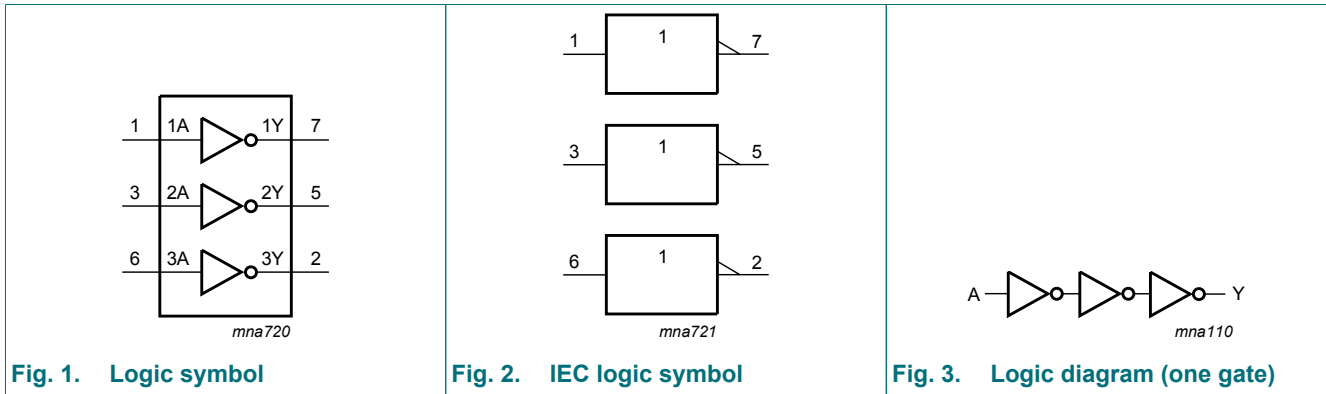 1 1A 1Y 7
3 2A 2Y 5
6 3A 3Y 2
mna720
Fig. 1. Logic symbol
1 1 7
3 1 5
6 1 2
mna721
Fig. 2. IEC logic symbol
A Y
mna110
Fig. 3. Logic diagram (one gate)